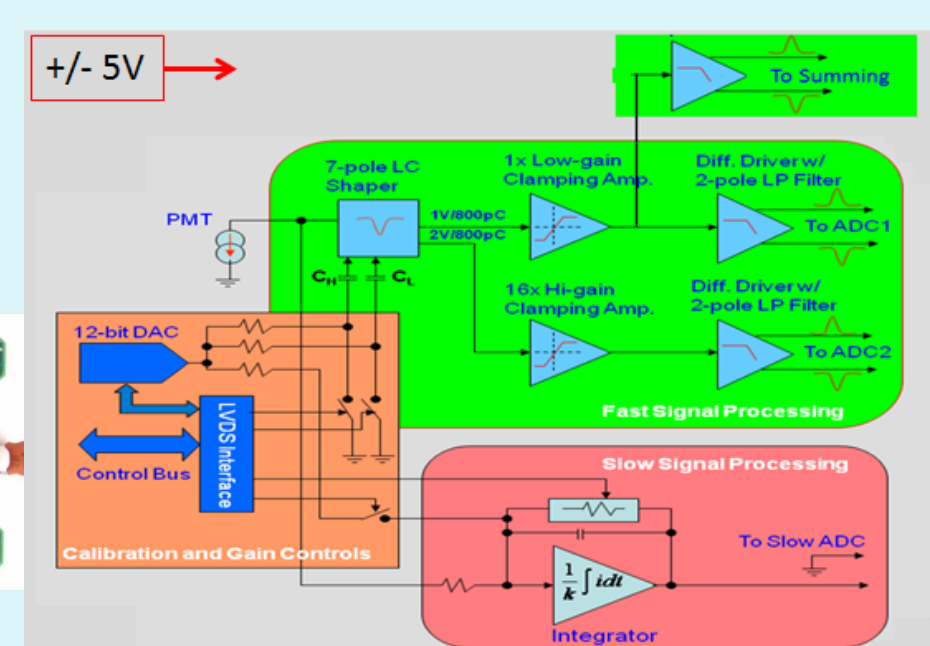 +/- 5V
To Summing
7-pole LC
Shaper
1x Low-gain
Clamping Amp.
Diff. Driver w/
2-pole LP Filter
PMT
1V/800pC
2V/800pC
To ADC1
CH
CL
16x Hi-gain
Clamping Amp.
Diff. Driver w/
2-pole LP Filter
12-bit DAC
To ADC2
Fast Signal Processing
LVDS Interface
Control Bus
Slow Signal Processing
Calibration and Gain Controls
To Slow ADC
1/k ∫ idt
Integrator